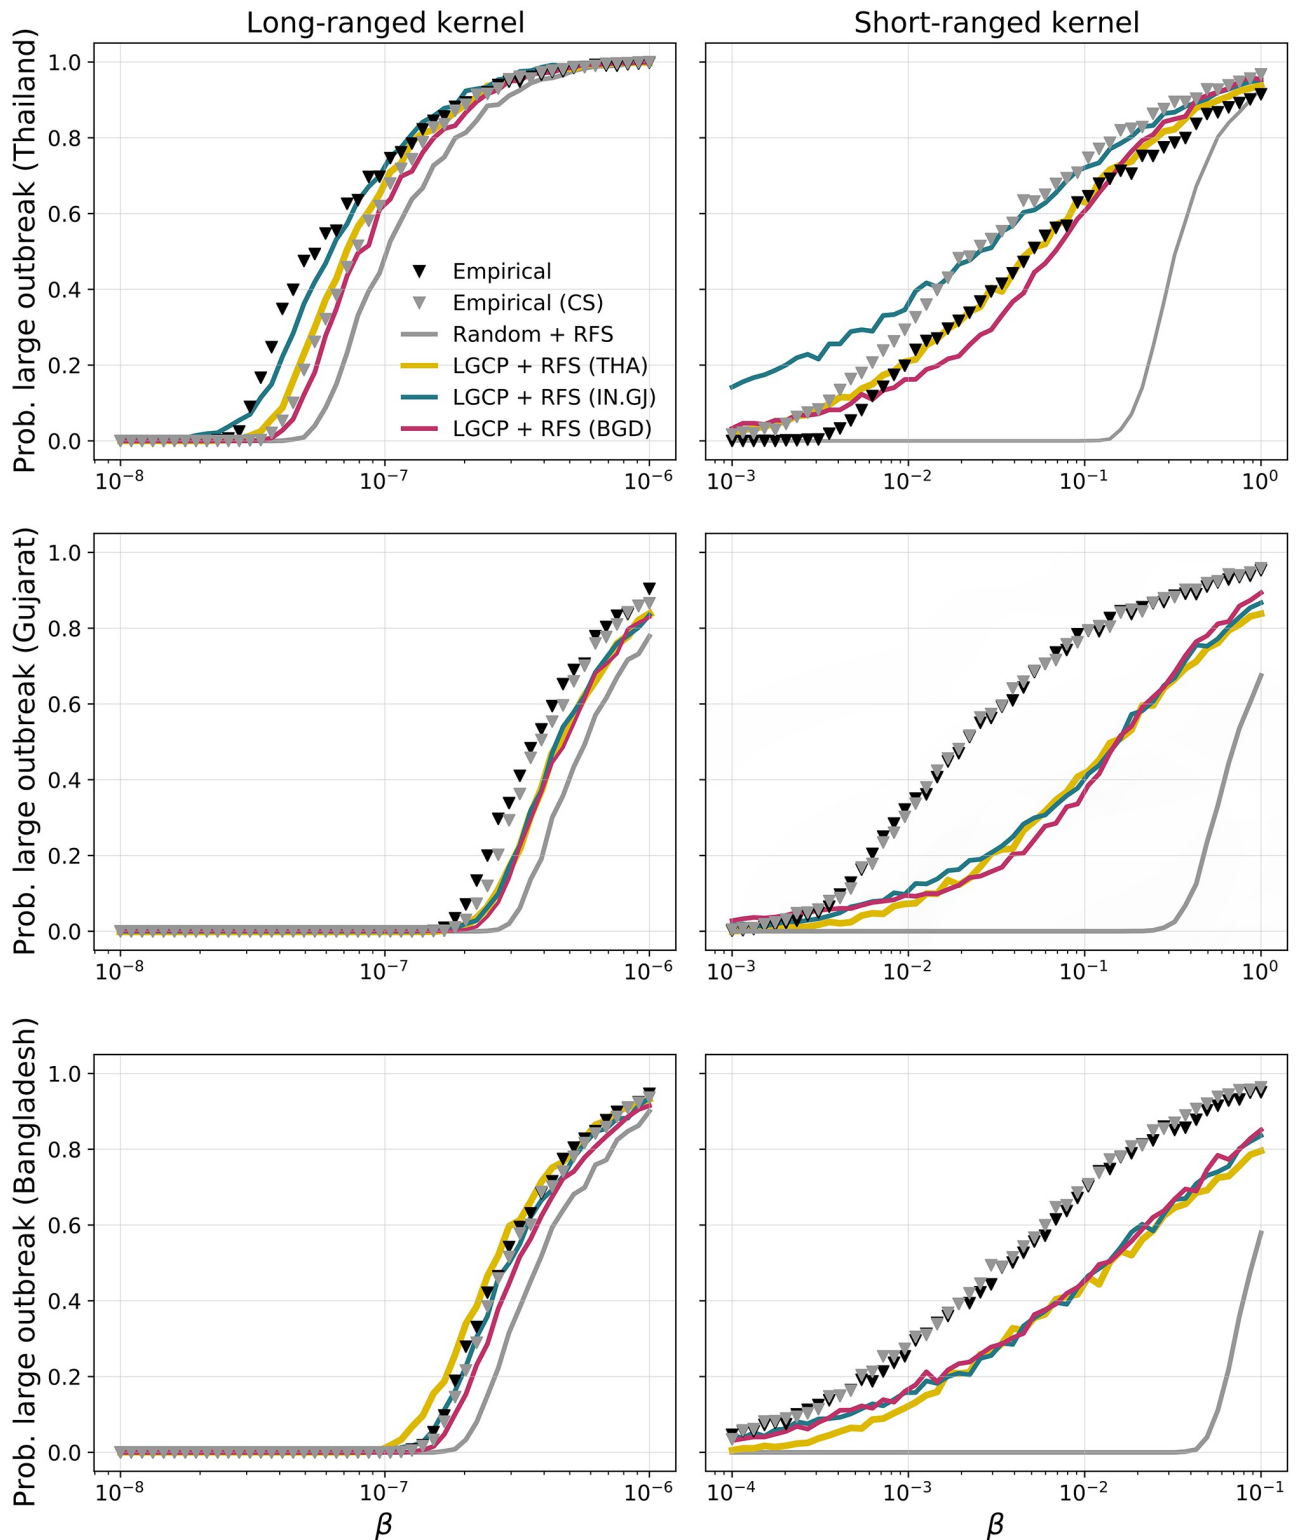 Long-ranged kernel
Short-ranged kernel
Prob. large outbreak (Thailand)
1.0
0.8
0.6
0.4
0.2
0.0
Empirical
Empirical (CS)
Random + RFS
LGCP + RFS (THA)
LGCP + RFS (IN.GJ)
LGCP + RFS (BGD)
10⁻⁸ 10⁻⁷ 10⁻⁶
10⁻³ 10⁻² 10⁻¹ 10⁰
Prob. large outbreak (Gujarat)
1.0
0.8
0.6
0.4
0.2
0.0
10⁻⁸ 10⁻⁷ 10⁻⁶
10⁻³ 10⁻² 10⁻¹ 10⁰
Prob. large outbreak (Bangladesh)
1.0
0.8
0.6
0.4
0.2
0.0
10⁻⁸ 10⁻⁷ 10⁻⁶
10⁻⁴ 10⁻³ 10⁻² 10⁻¹
β
β